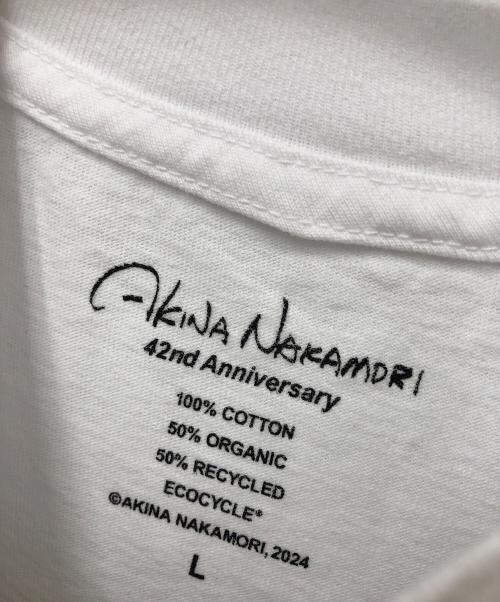 AKINA NAKAMORI
42nd Anniversary
100% COTTON
50% ORGANIC
50% RECYCLED
ECOCYCLE®
©AKINA NAKAMORI, 2024
L